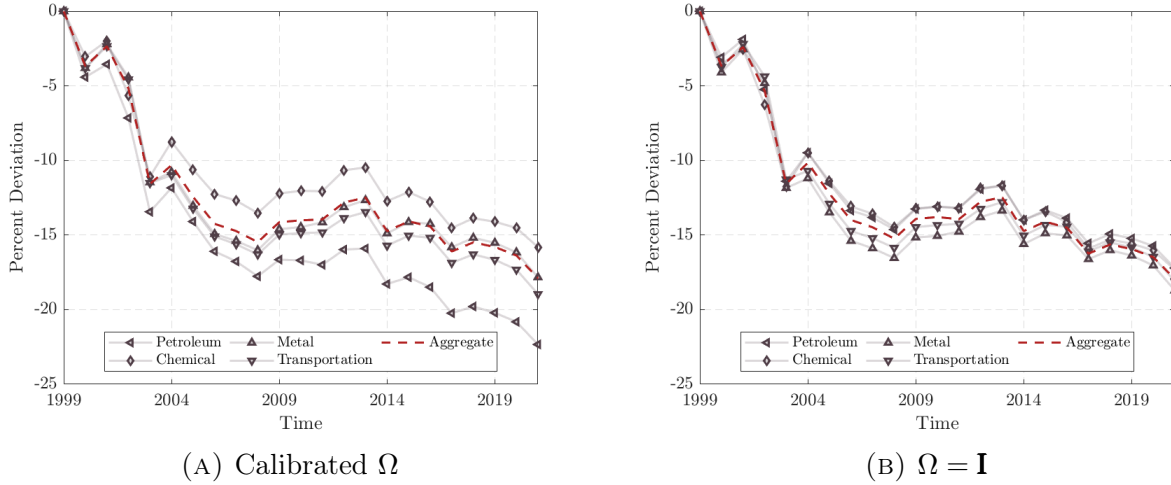 0
-5
-10
-15
-20
-25
Percent Deviation
Petroleum Metal Aggregate
Chemical Transportation
1999 2004 2009 2014 2019
Time
(A) Calibrated Ω
0
-5
-10
-15
-20
-25
Percent Deviation
Petroleum Metal Aggregate
Chemical Transportation
1999 2004 2009 2014 2019
Time
(B) Ω = I